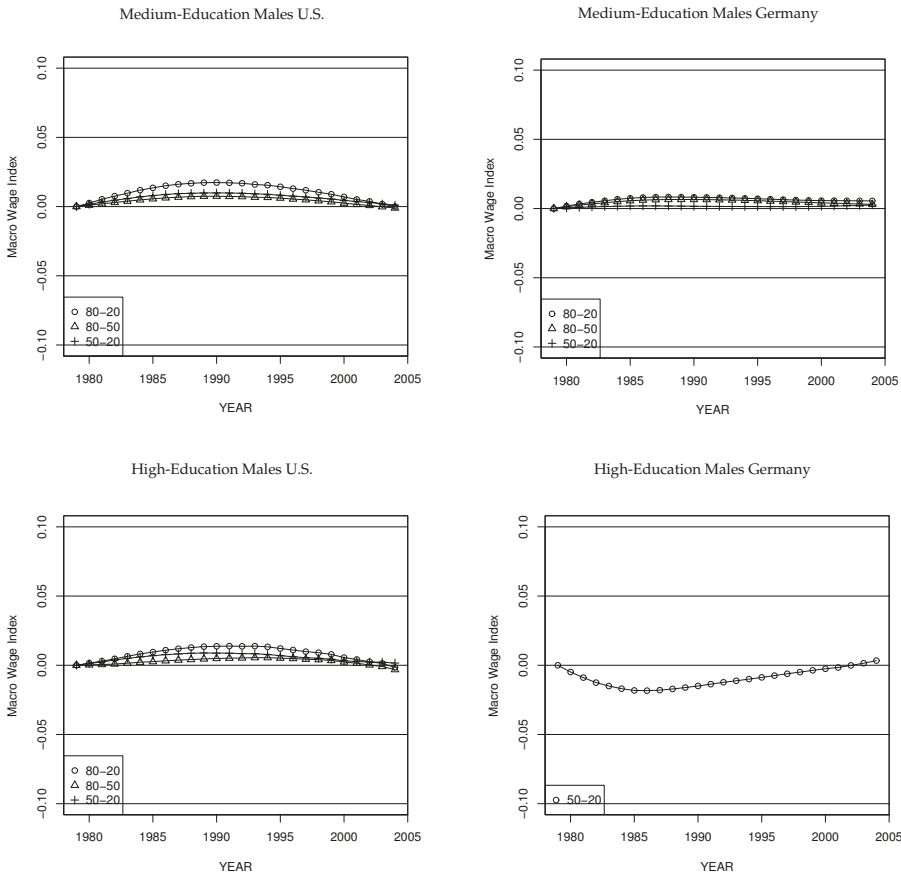 Medium-Education Males U.S.
Macro Wage Index
0.10
0.05
0.00
−0.05
−0.10
80−20
80−50
50−20
1980 1985 1990 1995 2000 2005
YEAR
Medium-Education Males Germany
Macro Wage Index
0.10
0.05
0.00
−0.05
−0.10
80−20
80−50
50−20
1980 1985 1990 1995 2000 2005
YEAR
High-Education Males U.S.
Macro Wage Index
0.10
0.05
0.00
−0.05
−0.10
80−20
80−50
50−20
1980 1985 1990 1995 2000 2005
YEAR
High-Education Males Germany
Macro Wage Index
0.10
0.05
0.00
−0.05
−0.10
50−20
1980 1985 1990 1995 2000 2005
YEAR